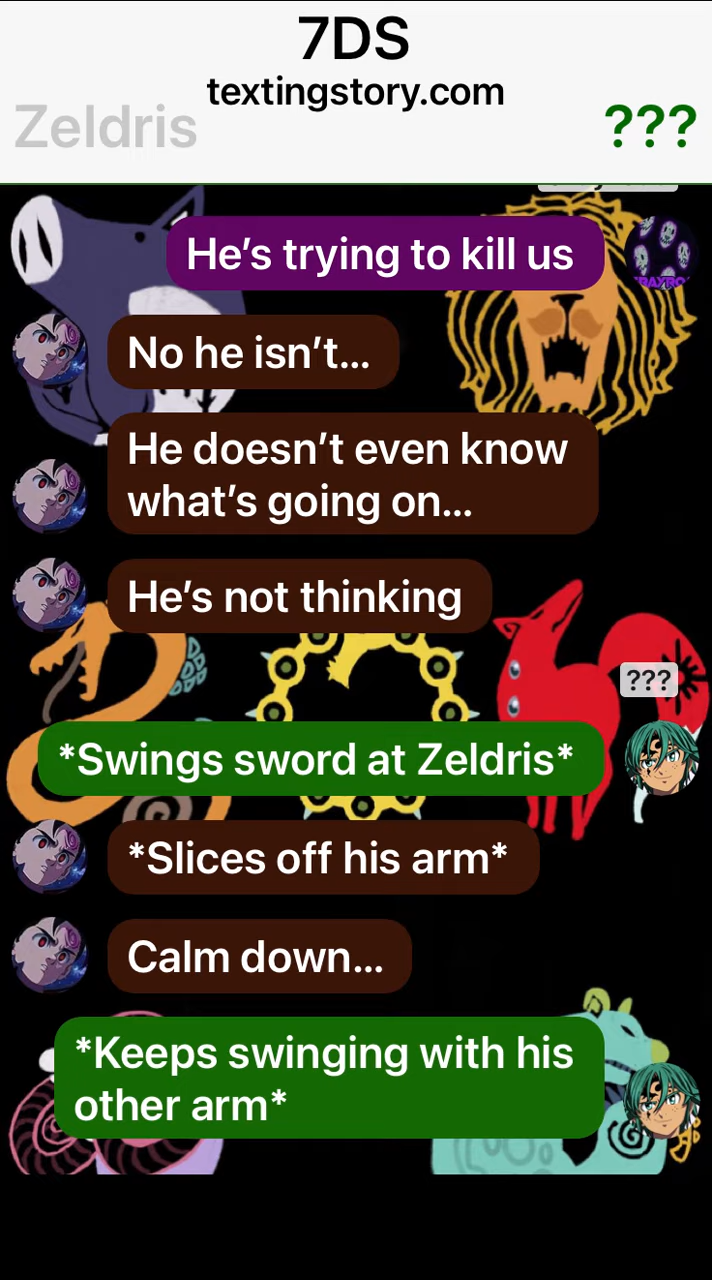 7DS
textingstory.com
Zeldris
???
He’s trying to kill us
No he isn’t...
He doesn’t even know
what’s going on...
He’s not thinking
???
*Swings sword at Zeldris*
*Slices off his arm*
Calm down...
*Keeps swinging with his
other arm*